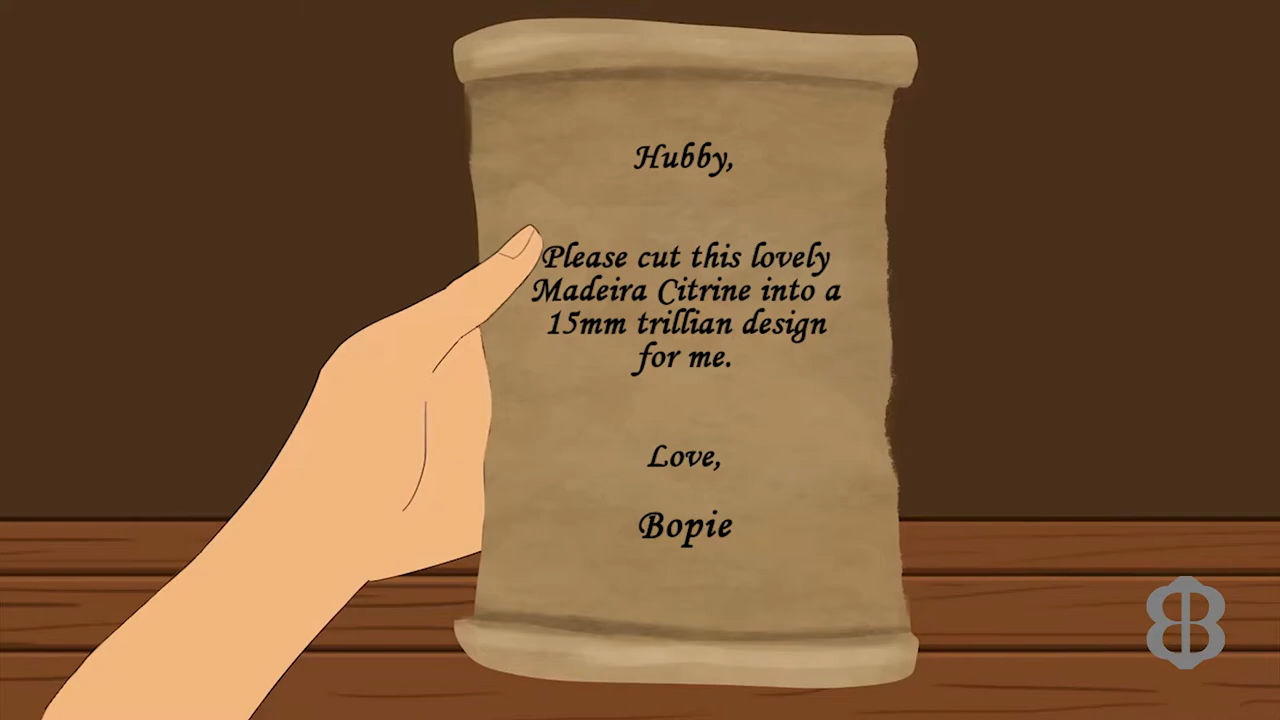 Hubby,
Please cut this lovely
Madeira Citrine into a
15mm trillian design
for me.
Love,
Bopie